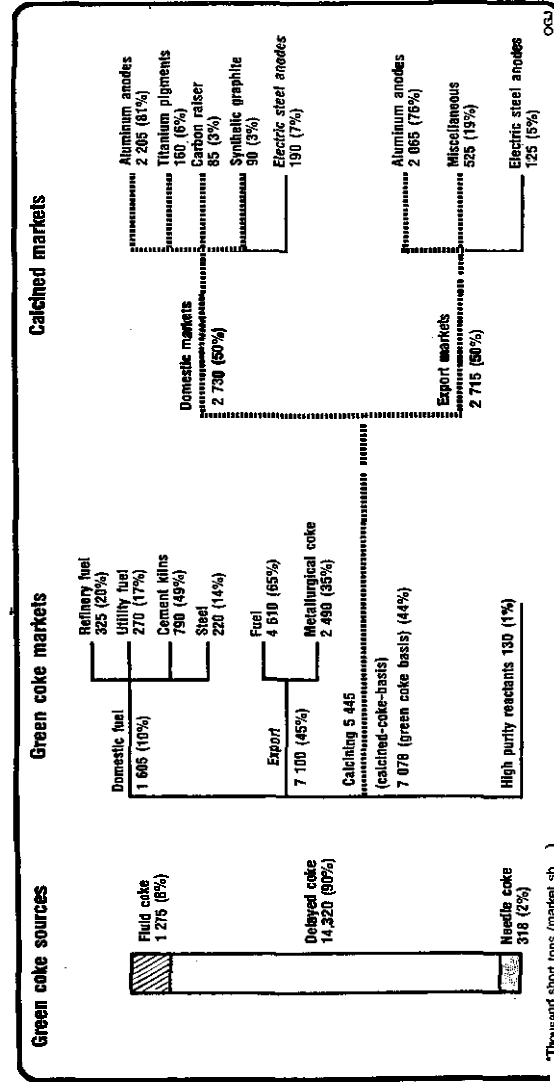 Green coke sources
Fluid coke
1 275 (8%)
Delayed coke
14,320 (90%)
Needle coke
318 (2%)
Green coke markets
Refinery fuel
325 (20%)
Utility fuel
270 (17%)
Cement kilns
790 (49%)
Steel
220 (14%)
Domestic fuel
1 605 (10%)
Fuel
4 610 (65%)
Metallurgical coke
2 490 (35%)
Export
7 100 (45%)
Calcining 5 445
(calcined-coke-basis)
7 078 (green coke basis) (44%)
High purity reactants 130 (1%)
Calcined markets
Aluminum anodes
2 205 (81%)
Titanium pigments
160 (6%)
Carbon raiser
85 (3%)
Synthetic graphite
90 (3%)
Electric steel anodes
190 (7%)
Domestic markets
2 730 (50%)
Aluminum anodes
2 065 (76%)
Miscellaneous
525 (19%)
Electric steel anodes
125 (5%)
Export markets
2 715 (50%)
*Thousand short tons (market sh
OGJ